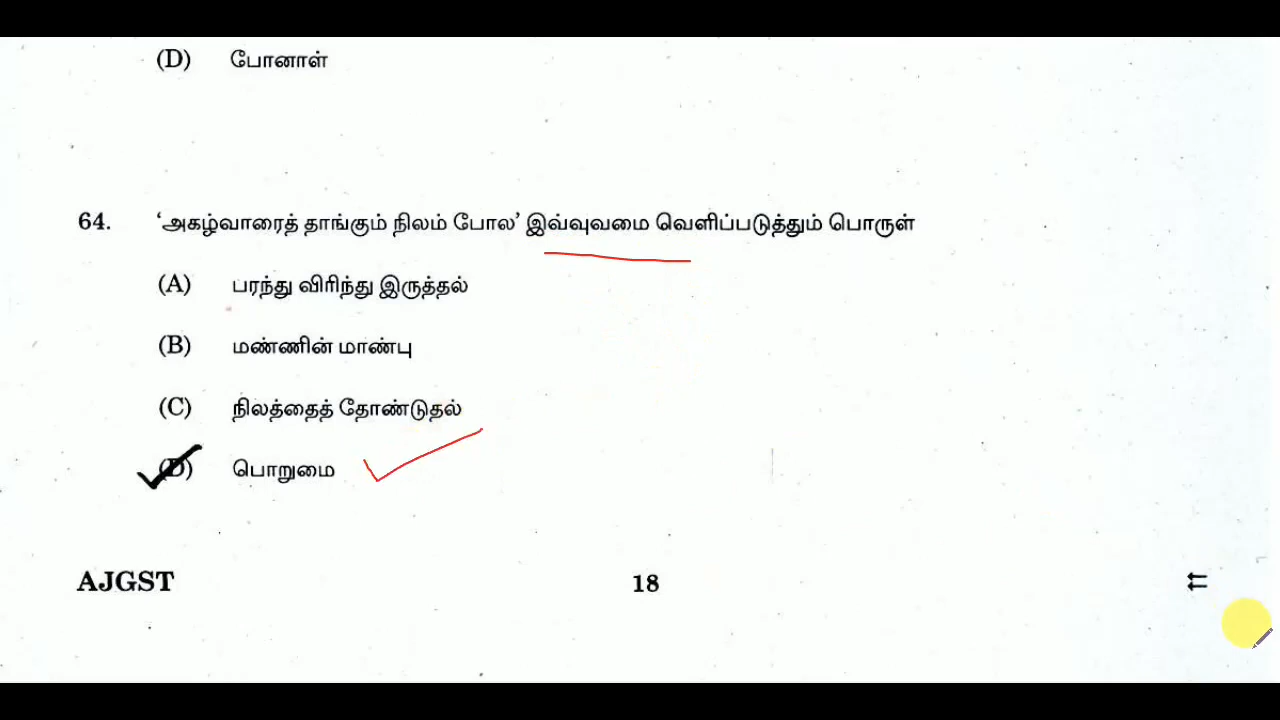 (D) போனாள்
64. ‘அகழ்வாரைத் தாங்கும் நிலம் போல’ இவ்வுவமை வெளிப்படுத்தும் பொருள்
(A) பரந்து விரிந்து இருத்தல்
(B) மண்ணின் மாண்பு
(C) நிலத்தைத் தோண்டுதல்
(D) பொறுமை
AJGST 18